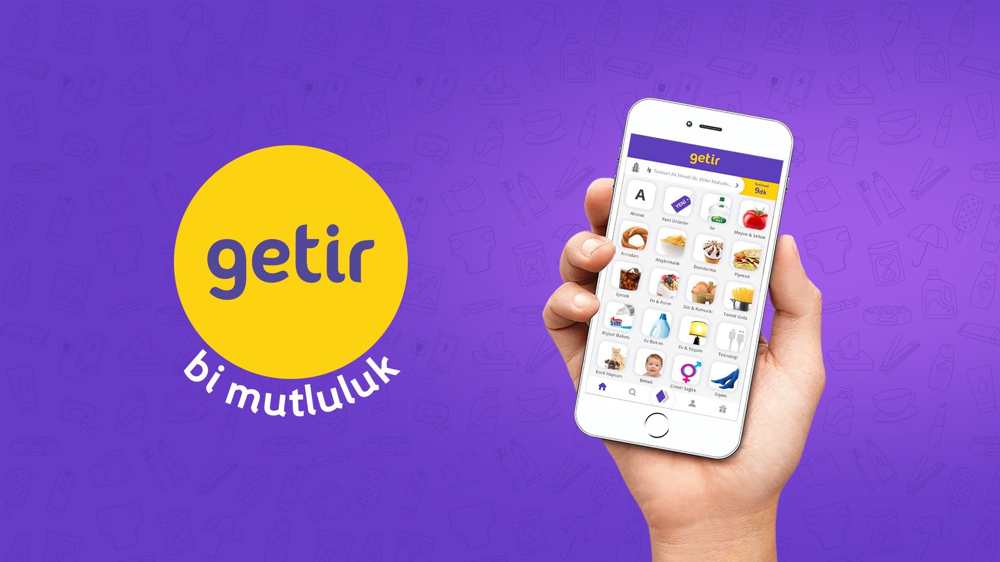 getir
bi mutluluk
getir
İş Tanburi Ali Efendi Sk. Etiler Mahalle...
Teslimat
9dk
A
YENİ
Ahmet
Yeni Ürünler
Su
Meyve & Sebze
Fırından
Atıştırmalık
Dondurma
Yiyecek
İçecek
Fit & Form
Süt & Kahvaltı
Temel Gıda
Kişisel Bakım
Ev Bakım
Ev & Yaşam
Teknoloji
Evcil Hayvan
Bebek
Cinsel Sağlık
Giyim